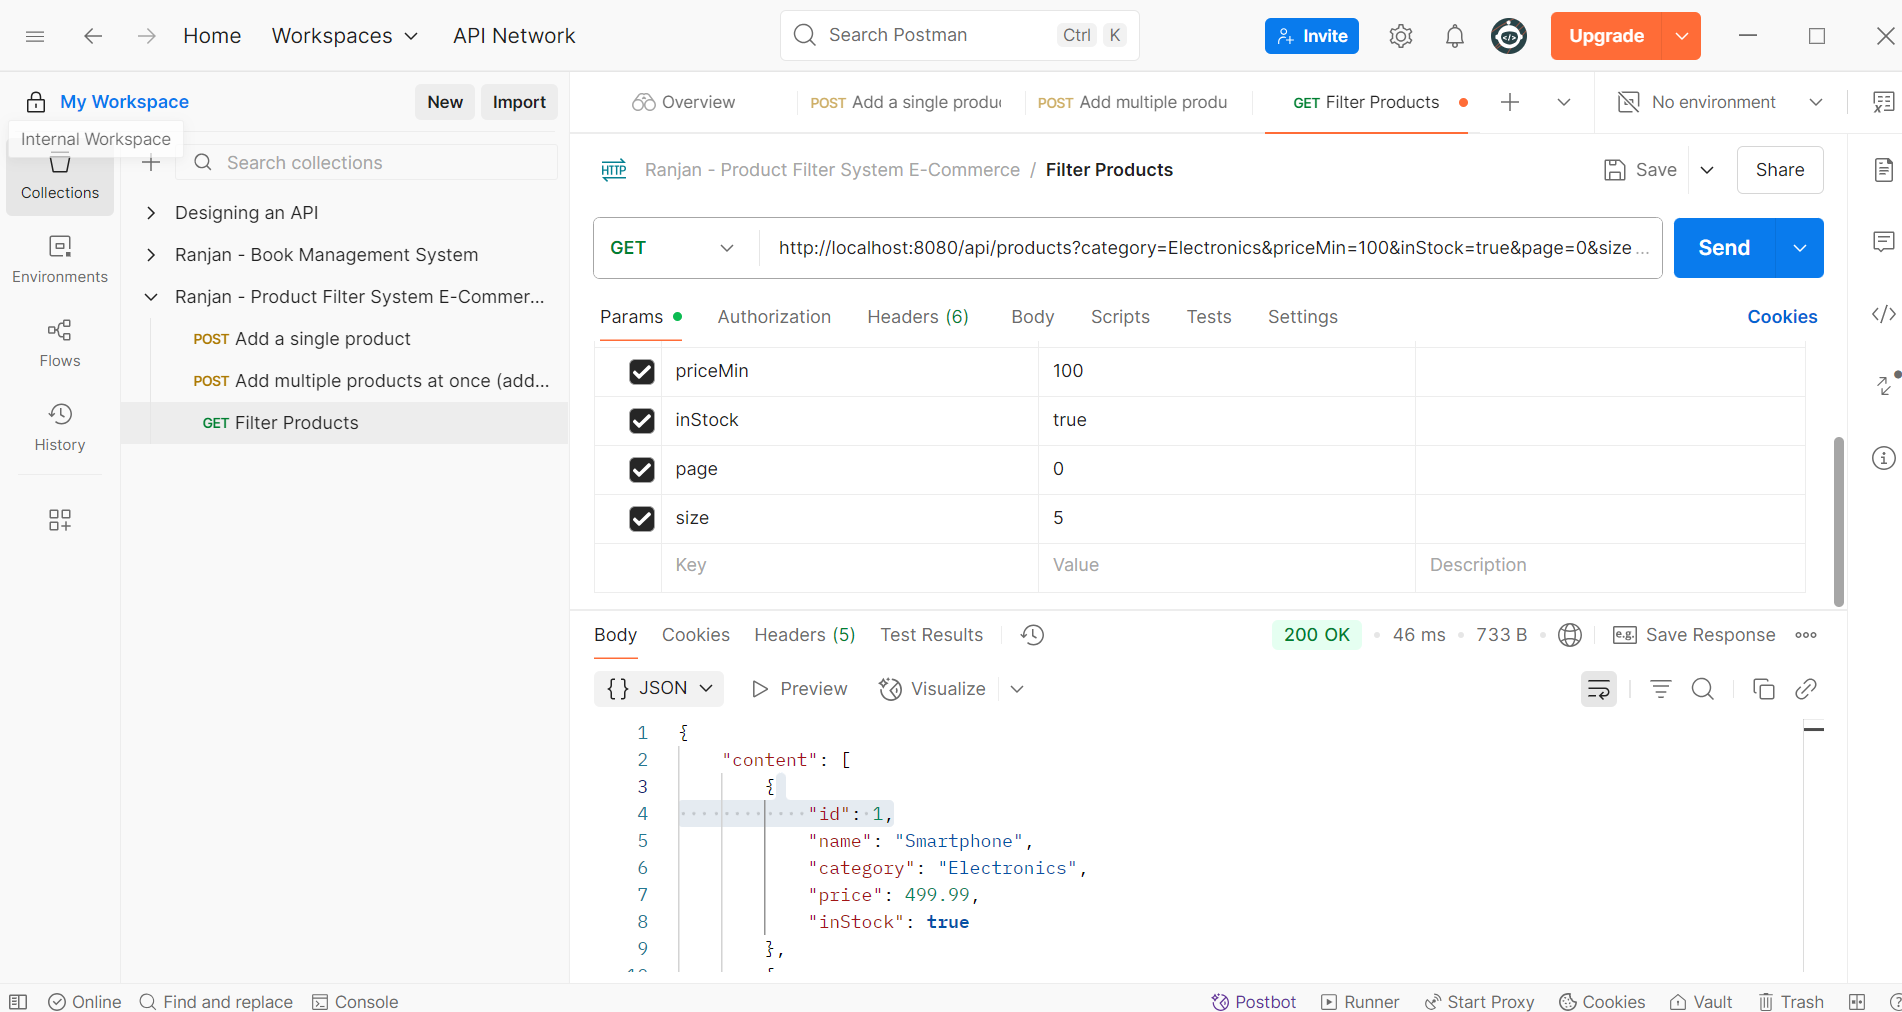 Home Workspaces API Network Search Postman Ctrl K Invite Upgrade
My Workspace New Import
Internal Workspace
Search collections
Collections
Environments
Flows
History
Designing an API
Ranjan - Book Management System
Ranjan - Product Filter System E-Commer...
POST Add a single product
POST Add multiple products at once (add...
GET Filter Products
Overview POST Add a single produc POST Add multiple produ GET Filter Products No environment
HTTP Ranjan - Product Filter System E-Commerce / Filter Products Save Share
GET http://localhost:8080/api/products?category=Electronics&priceMin=100&inStock=true&page=0&size ... Send
Params Authorization Headers (6) Body Scripts Tests Settings Cookies
priceMin 100
inStock true
page 0
size 5
Key Value Description
Body Cookies Headers (5) Test Results 200 OK 46 ms 733 B e.g. Save Response
{} JSON Preview Visualize
1 {
2 "content": [
3 {
4 "id": 1,
5 "name": "Smartphone",
6 "category": "Electronics",
7 "price": 499.99,
8 "inStock": true
9 },
Online Find and replace Console Postbot Runner Start Proxy Cookies Vault Trash